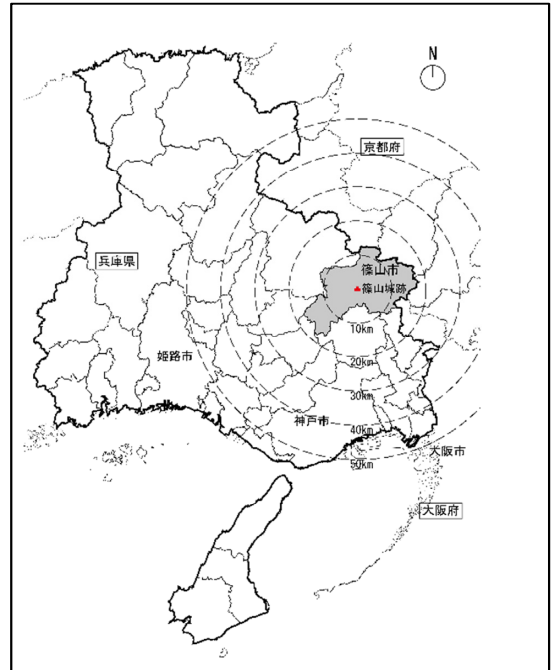 N
京都府
兵庫県
篠山市
篠山城跡
10km
20km
姫路市
30km
神戸市
40km
大阪市
50km
大阪府